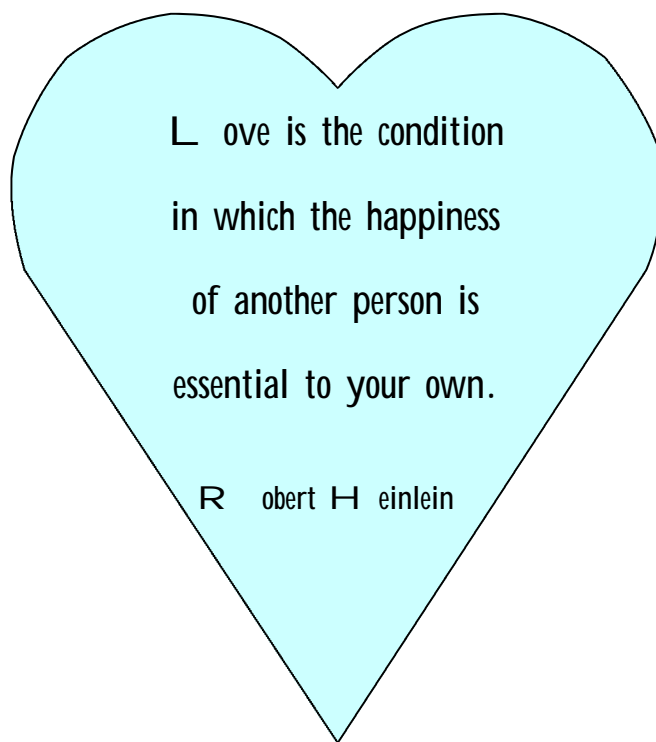 Love is the condition
in which the happiness
of another person is
essential to your own.
Robert Heinlein